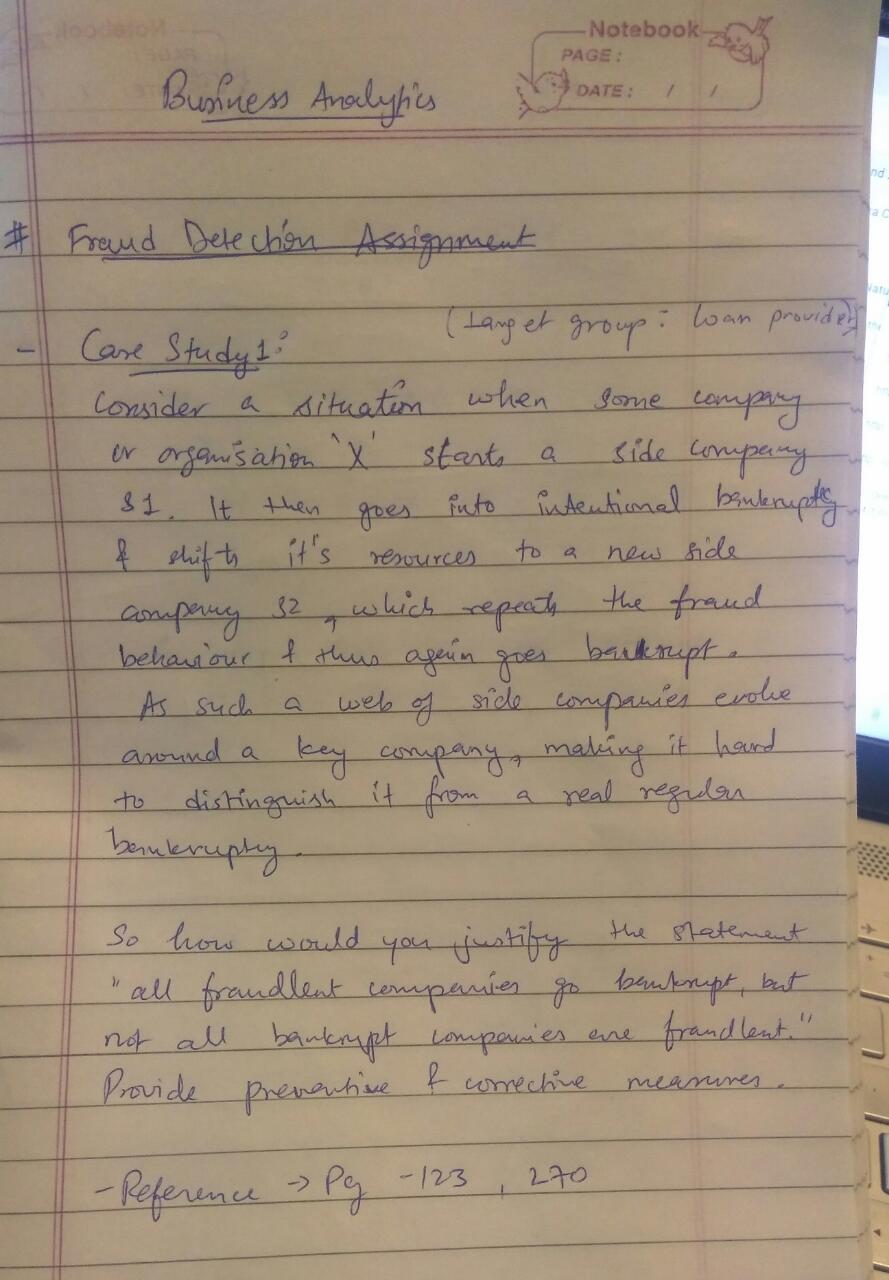 Notebook
PAGE :
DATE : / /
Business Analytics
# Fraud Detection Assignment
(Target group : loan provider)
- Case Study 1 :
Consider a situation when some company
or organisation 'X' starts a side company
S1. It then goes into intentional bankruptcy
& shifts it's resources to a new side
company S2, which repeats the fraud
behaviour & thus again goes bankrupt.
As such a web of side companies evolve
around a key company, making it hard
to distinguish it from a real regular
bankruptcy.
So how would you justify the statement
"all fraudlent companies go bankrupt, but
not all bankrupt companies are fraudlent."
Provide preventive & corrective measures.
- Reference -> Pg - 123 , 270